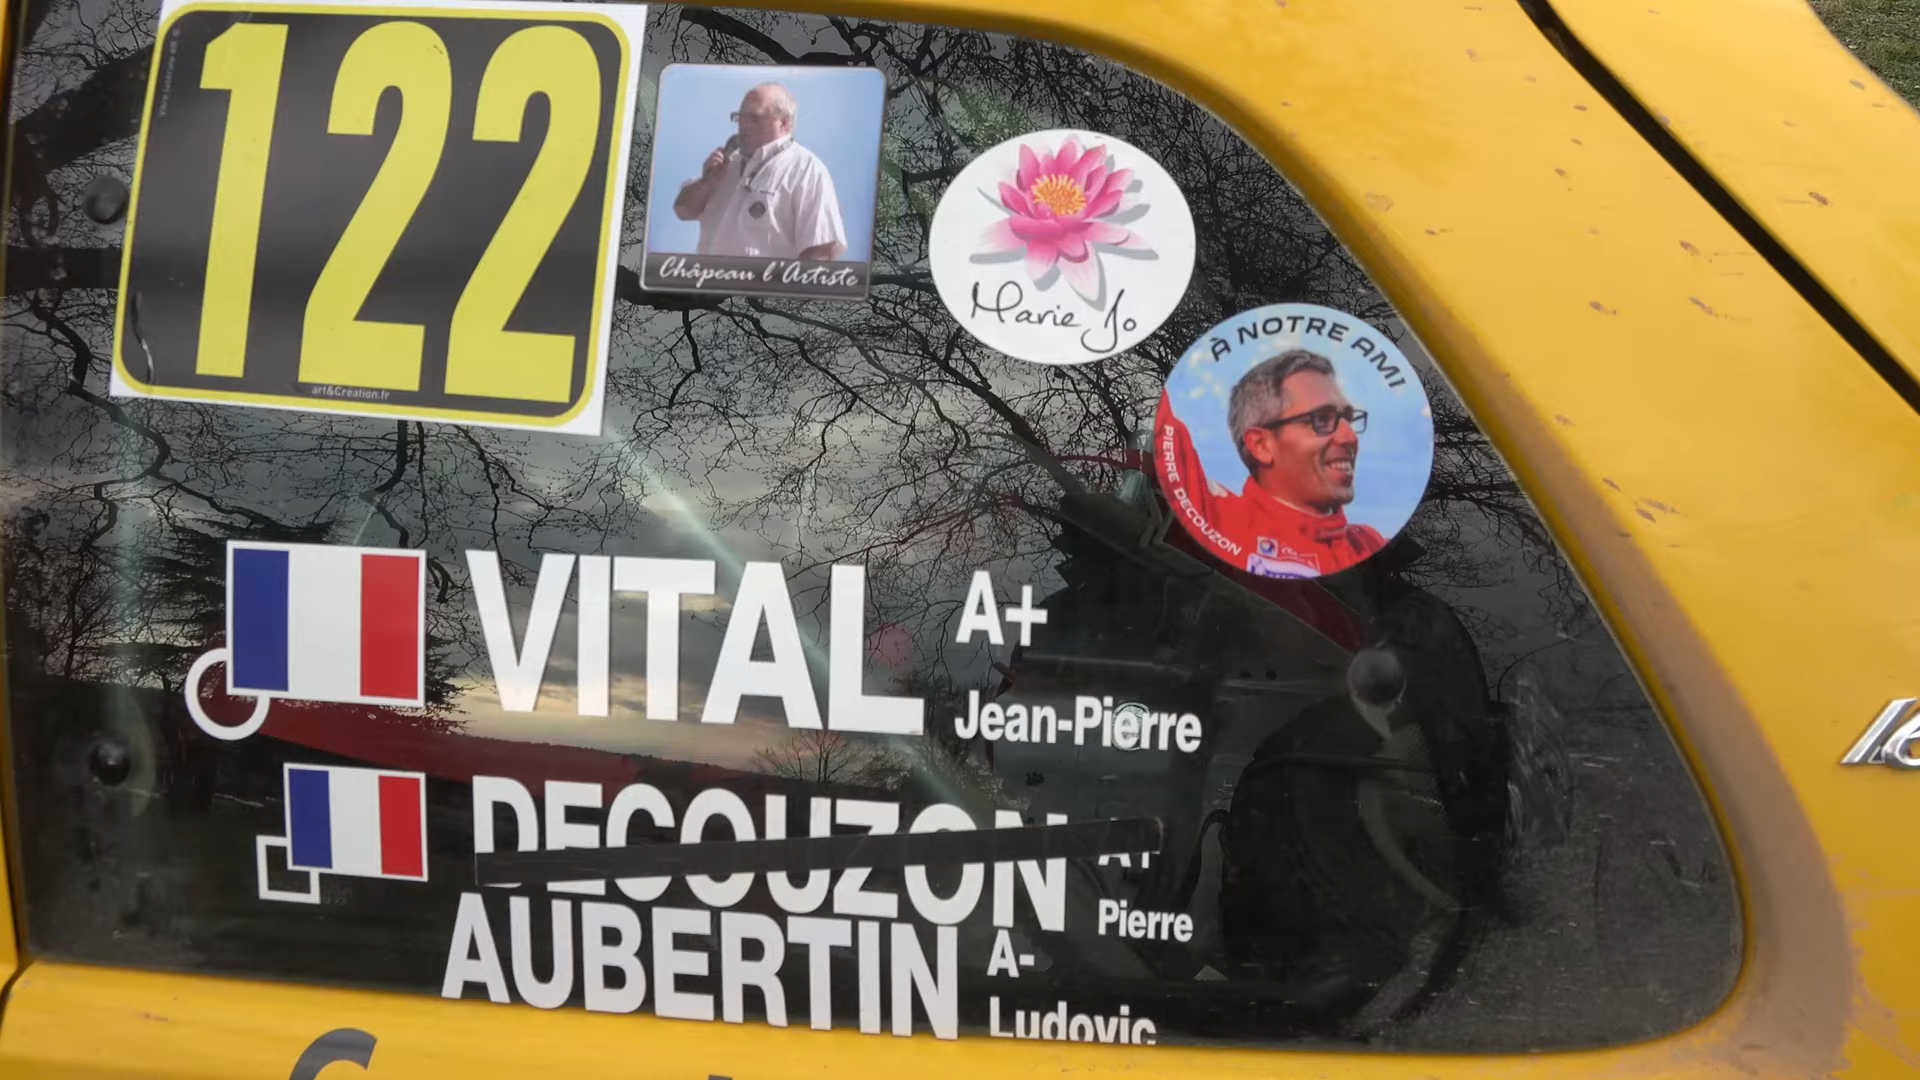 122
art&Création.fr
Châpeau l'Artiste
Marie Jo
À NOTRE AMI
PIERRE DECOUZON
VITAL A+
Jean-Pierre
DECOUZON A+
Pierre
AUBERTIN A-
Ludovic
16